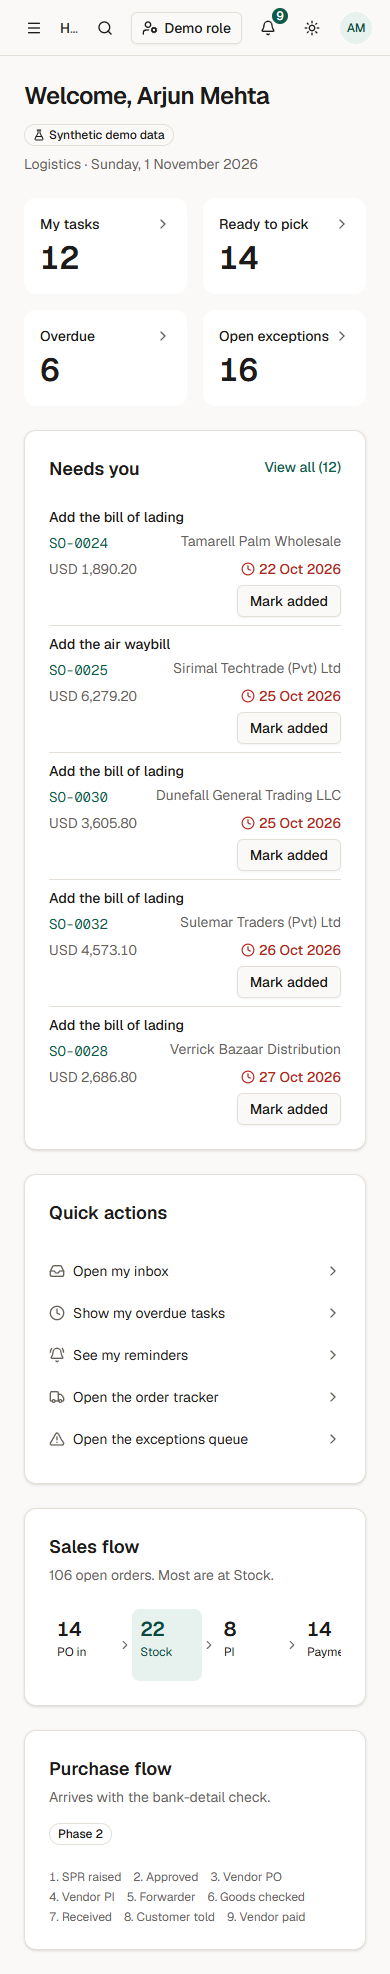 H...
Demo role
9
AM
Welcome, Arjun Mehta
Synthetic demo data
Logistics · Sunday, 1 November 2026
My tasks
12
Ready to pick
14
Overdue
6
Open exceptions
16
Needs you
View all (12)
Add the bill of lading
SO-0024 Tamarell Palm Wholesale
USD 1,890.20 22 Oct 2026
Mark added
Add the air waybill
SO-0025 Sirimal Techtrade (Pvt) Ltd
USD 6,279.20 25 Oct 2026
Mark added
Add the bill of lading
SO-0030 Dunefall General Trading LLC
USD 3,605.80 25 Oct 2026
Mark added
Add the bill of lading
SO-0032 Sulemar Traders (Pvt) Ltd
USD 4,573.10 26 Oct 2026
Mark added
Add the bill of lading
SO-0028 Verrick Bazaar Distribution
USD 2,686.80 27 Oct 2026
Mark added
Quick actions
Open my inbox
Show my overdue tasks
See my reminders
Open the order tracker
Open the exceptions queue
Sales flow
106 open orders. Most are at Stock.
14
PO in
22
Stock
8
PI
14
Payme
Purchase flow
Arrives with the bank-detail check.
Phase 2
1. SPR raised 2. Approved 3. Vendor PO
4. Vendor PI 5. Forwarder 6. Goods checked
7. Received 8. Customer told 9. Vendor paid